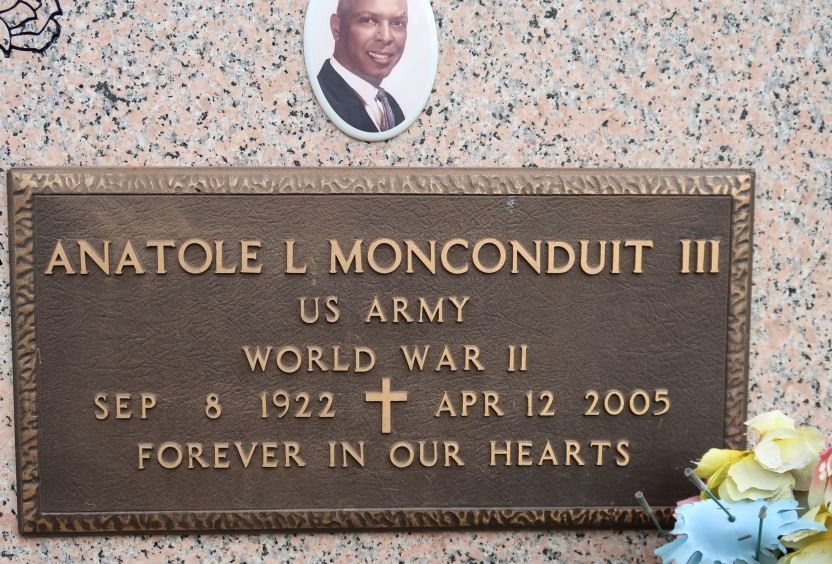 ANATOLE L MONCONDUIT III
US ARMY
WORLD WAR II
SEP 8 1922 APR 12 2005
FOREVER IN OUR HEARTS